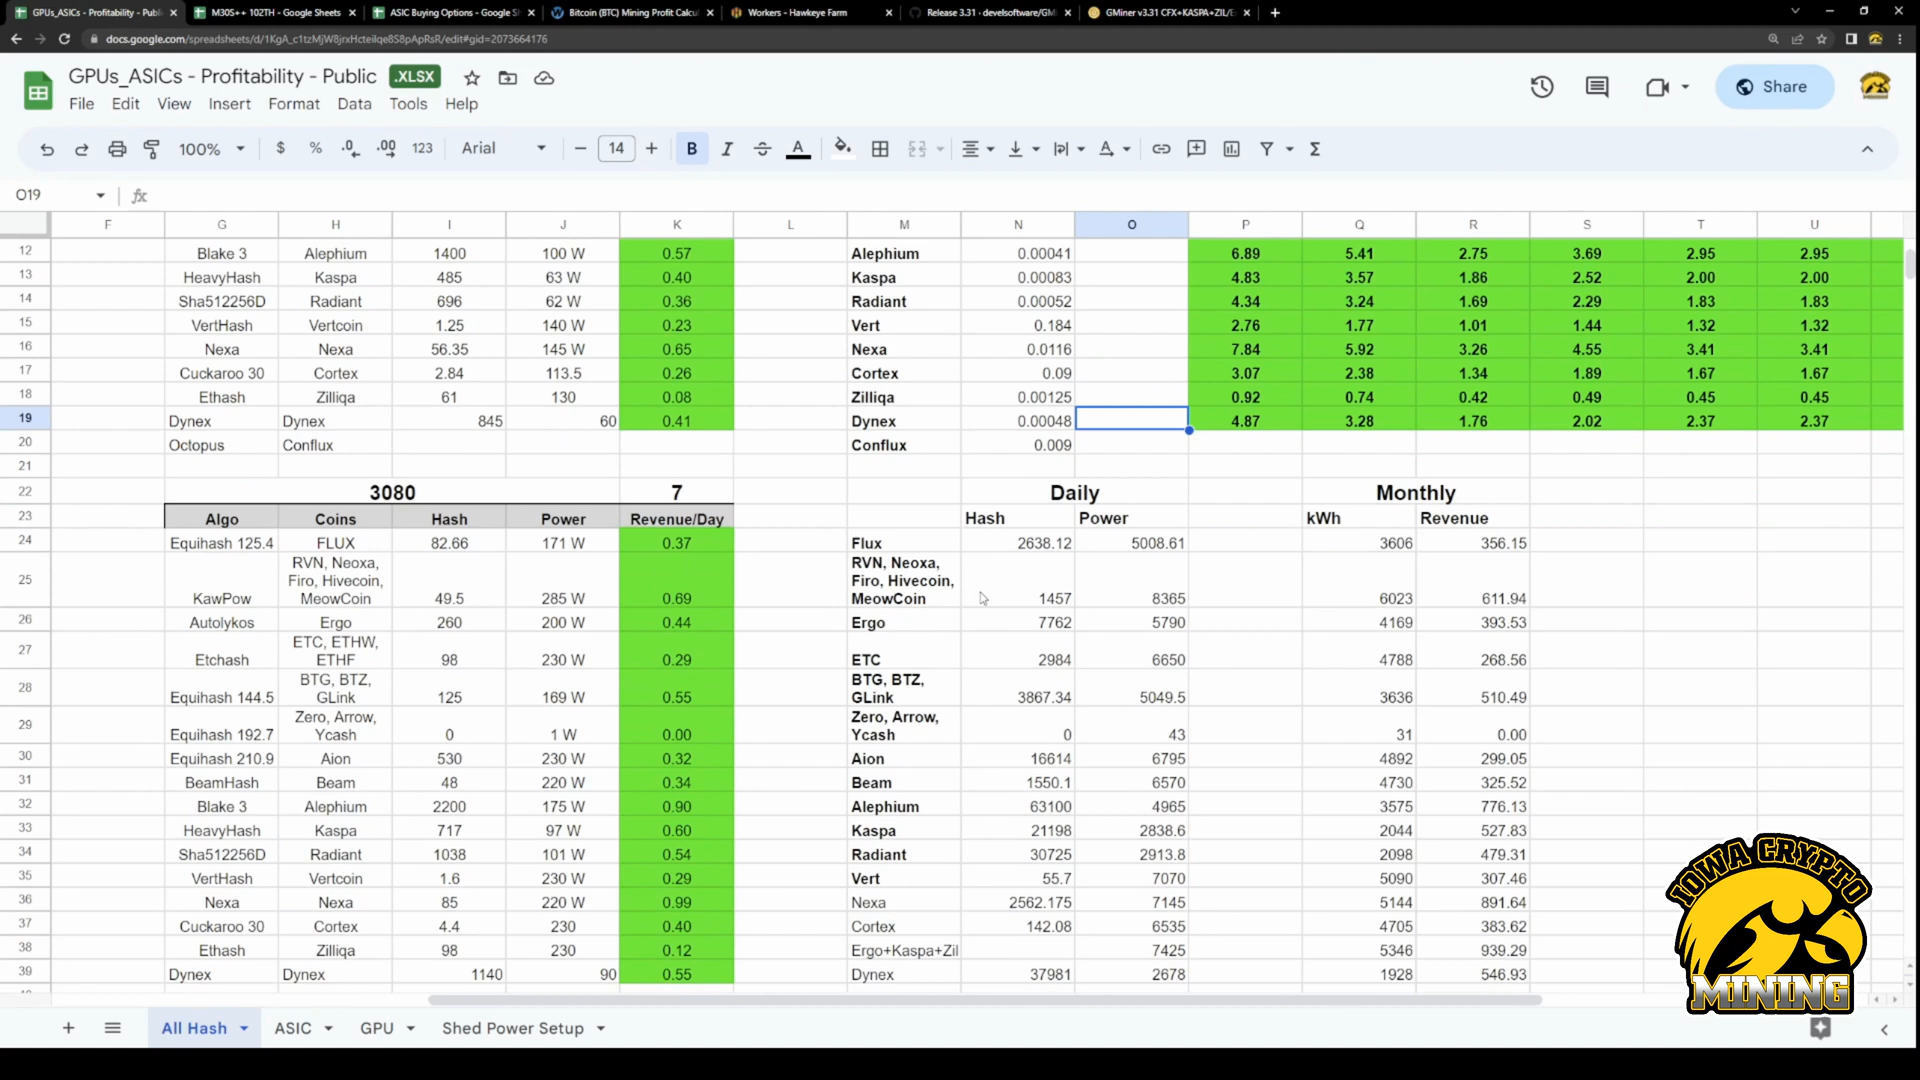 GPUs_ASICs - Profitability - Publi
M30S++ 102TH - Google Sheets
ASIC Buying Options - Google S
Bitcoin (BTC) Mining Profit Calcu
Workers - Hawkeye Farm
Release 3.31 · develsoftware/GM
GMiner v3.31 CFX+KASPA+ZIL/E
GPUs_ASICs - Profitability - Public .XLSX
File Edit View Insert Format Data Tools Help
Share
100% $ % .0 .00 123 Arial 14 B I A
O19 fx
F G H I J K L M N O P Q R S T U
12 Blake 3 Alephium 1400 100 W 0.57 Alephium 0.00041 6.89 5.41 2.75 3.69 2.95 2.95
13 HeavyHash Kaspa 485 63 W 0.40 Kaspa 0.00083 4.83 3.57 1.86 2.52 2.00 2.00
14 Sha512256D Radiant 696 62 W 0.36 Radiant 0.00052 4.34 3.24 1.69 2.29 1.83 1.83
15 VertHash Vertcoin 1.25 140 W 0.23 Vert 0.184 2.76 1.77 1.01 1.44 1.32 1.32
16 Nexa Nexa 56.35 145 W 0.65 Nexa 0.0116 7.84 5.92 3.26 4.55 3.41 3.41
17 Cuckaroo 30 Cortex 2.84 113.5 0.26 Cortex 0.09 3.07 2.38 1.34 1.89 1.67 1.67
18 Ethash Zilliqa 61 130 0.08 Zilliqa 0.00125 0.92 0.74 0.42 0.49 0.45 0.45
19 Dynex Dynex 845 60 0.41 Dynex 0.00048 4.87 3.28 1.76 2.02 2.37 2.37
20 Octopus Conflux Conflux 0.009
21
22 3080 7 Daily Monthly
23 Algo Coins Hash Power Revenue/Day Hash Power kWh Revenue
24 Equihash 125.4 FLUX 82.66 171 W 0.37 Flux 2638.12 5008.61 3606 356.15
RVN, Neoxa, RVN, Neoxa,
25 Firo, Hivecoin, Firo, Hivecoin,
KawPow MeowCoin 49.5 285 W 0.69 MeowCoin 1457 8365 6023 611.94
26 Autolykos Ergo 260 200 W 0.44 Ergo 7762 5790 4169 393.53
27 ETC, ETHW,
Etchash ETHF 98 230 W 0.29 ETC 2984 6650 4788 268.56
28 BTG, BTZ, BTG, BTZ,
Equihash 144.5 GLink 125 169 W 0.55 GLink 3867.34 5049.5 3636 510.49
29 Zero, Arrow, Zero, Arrow,
Equihash 192.7 Ycash 0 1 W 0.00 Ycash 0 43 31 0.00
30 Equihash 210.9 Aion 530 230 W 0.32 Aion 16614 6795 4892 299.05
31 BeamHash Beam 48 220 W 0.34 Beam 1550.1 6570 4730 325.52
32 Blake 3 Alephium 2200 175 W 0.90 Alephium 63100 4965 3575 776.13
33 HeavyHash Kaspa 717 97 W 0.60 Kaspa 21198 2838.6 2044 527.83
34 Sha512256D Radiant 1038 101 W 0.54 Radiant 30725 2913.8 2098 479.31
35 VertHash Vertcoin 1.6 230 W 0.29 Vert 55.7 7070 5090 307.46
36 Nexa Nexa 85 220 W 0.99 Nexa 2562.175 7145 5144 891.64
37 Cuckaroo 30 Cortex 4.4 230 0.40 Cortex 142.08 6535 4705 383.62
38 Ethash Zilliqa 98 230 0.12 Ergo+Kaspa+Zil 7425 5346 939.29
39 Dynex Dynex 1140 90 0.55 Dynex 37981 2678 1928 546.93
All Hash ASIC GPU Shed Power Setup
IOWA CRYPTO
MINING